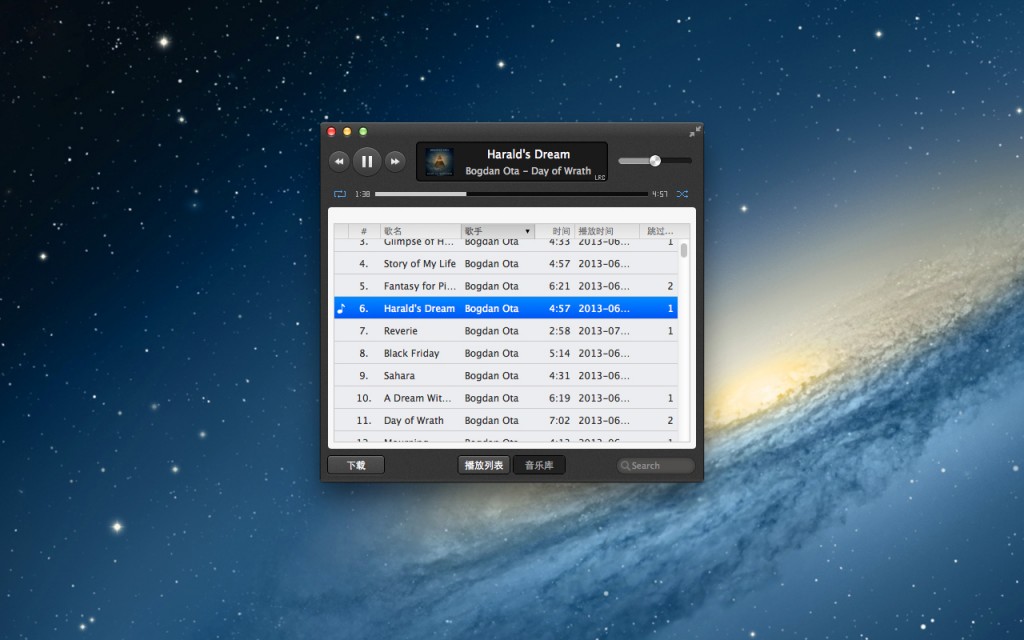 Harald's Dream
Bogdan Ota – Day of Wrath
LRC
1:38 4:57
# 歌名 歌手 ▼ 时间 播放时间 跳过...
3. Glimpse of H... Bogdan Ota 4:33 2013-06... 1
4. Story of My Life Bogdan Ota 4:57 2013-06...
5. Fantasy for Pi... Bogdan Ota 6:21 2013-06... 2
6. Harald's Dream Bogdan Ota 4:57 2013-06... 1
7. Reverie Bogdan Ota 2:58 2013-07... 1
8. Black Friday Bogdan Ota 5:14 2013-06...
9. Sahara Bogdan Ota 4:31 2013-06...
10. A Dream Wit... Bogdan Ota 6:19 2013-06... 1
11. Day of Wrath Bogdan Ota 7:02 2013-06... 2
12. Mourning Bogdan Ota 4:13 2013-06...
下载 播放列表 音乐库 Search